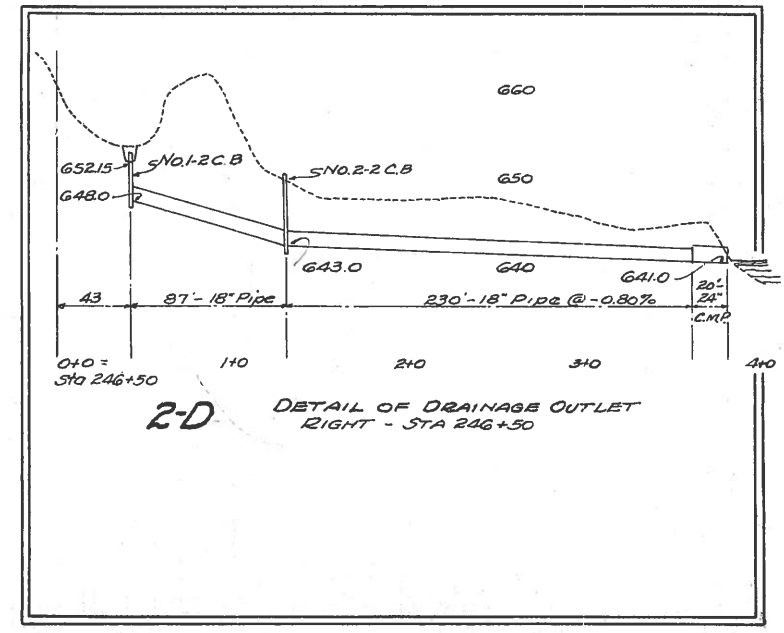 660
652.15
NO.1-2 C.B
NO.2-2 C.B
650
648.0
643.0
640
641.0
43
87'-18" Pipe
230'-18" Pipe @ -0.80%
20'-
24"
C.M.P.
0+0 =
Sta 246+50
1+0
2+0
3+0
4+0
2-D
DETAIL OF DRAINAGE OUTLET
RIGHT - STA 246+50